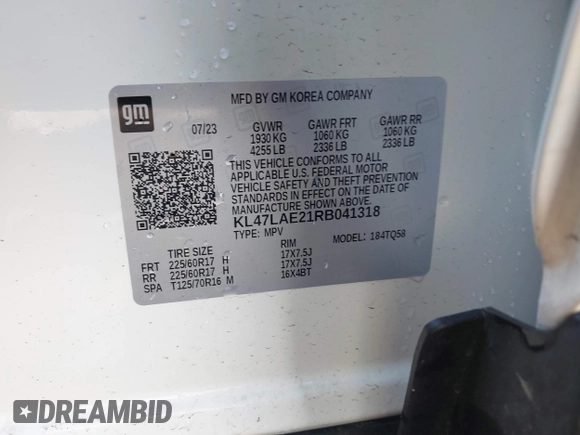 gm
MFD BY GM KOREA COMPANY
07/23 GVWR GAWR FRT GAWR RR
1930 KG 1060 KG 1060 KG
4255 LB 2336 LB 2336 LB
THIS VEHICLE CONFORMS TO ALL
APPLICABLE U.S. FEDERAL MOTOR
VEHICLE SAFETY AND THEFT PREVENTION
STANDARDS IN EFFECT ON THE DATE OF
MANUFACTURE SHOWN ABOVE.
KL47LAE21RB041318
TYPE: MPV MODEL: 184TQ58
TIRE SIZE RIM
FRT 225/60R17 H 17X7.5J
RR 225/60R17 H 17X7.5J
SPA T125/70R16 M 16X4BT
DREAMBID